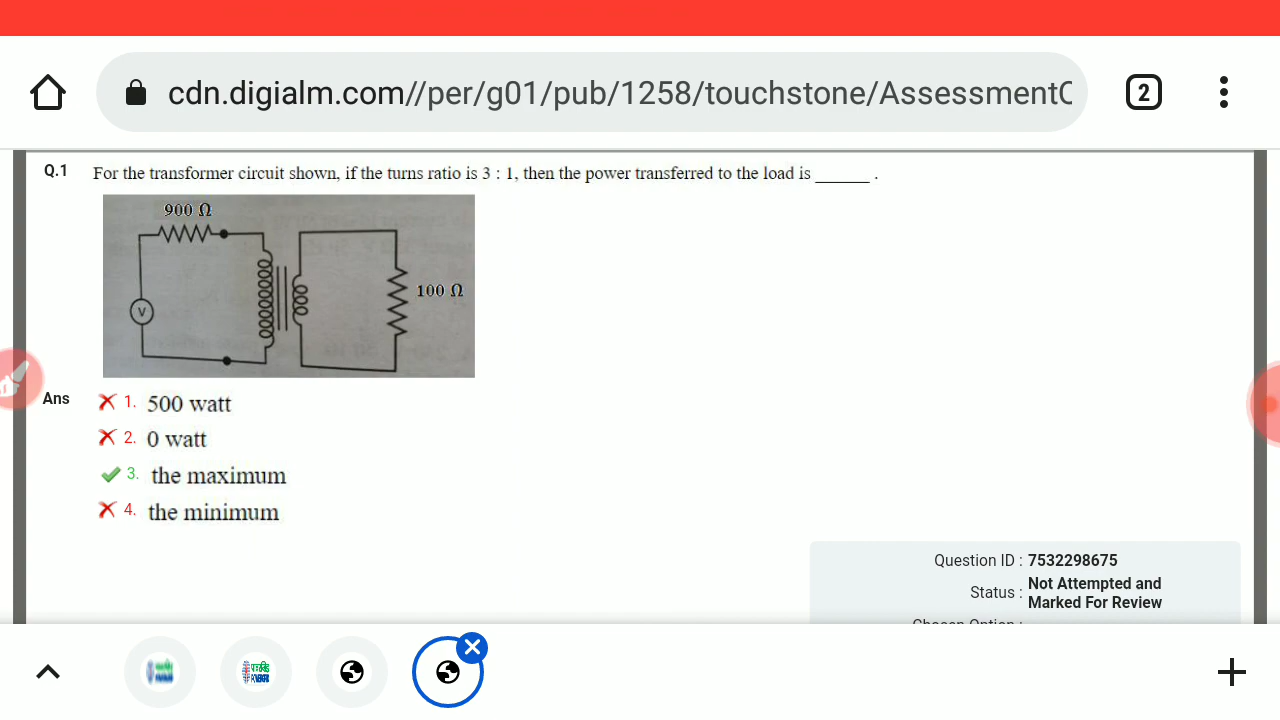 cdn.digialm.com//per/g01/pub/1258/touchstone/AssessmentC
2
Q.1 For the transformer circuit shown, if the turns ratio is 3 : 1, then the power transferred to the load is ______ .
900 Ω
V
100 Ω
Ans
1. 500 watt
2. 0 watt
3. the maximum
4. the minimum
Question ID : 7532298675
Status : Not Attempted and
Marked For Review
Chosen Option :